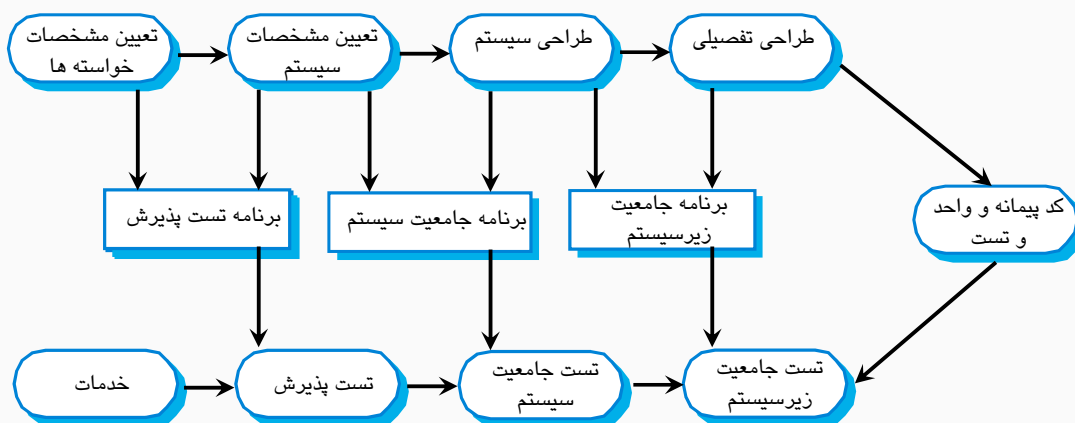 تعیین مشخصات
خواسته ها
تعیین مشخصات
سیستم
طراحی سیستم
طراحی تفصیلی
برنامه تست پذیرش
برنامه جامعیت سیستم
برنامه جامعیت
زیرسیستم
کد پیمانه و واحد
و تست
خدمات
تست پذیرش
تست جامعیت
سیستم
تست جامعیت
زیرسیستم